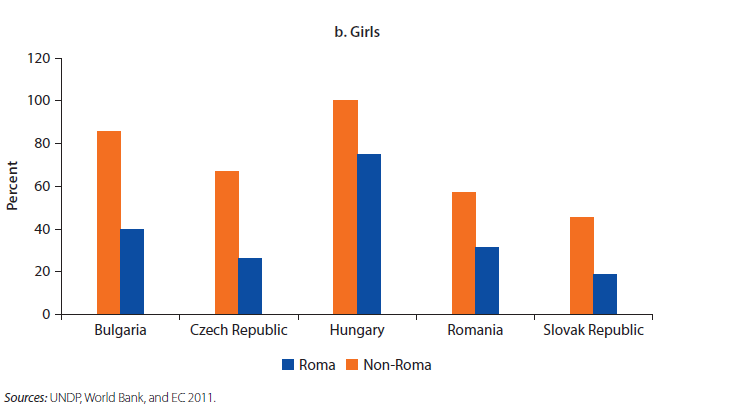 b. Girls
120
100
80
60
40
20
0
Percent
Bulgaria Czech Republic Hungary Romania Slovak Republic
Roma Non-Roma
Sources: UNDP, World Bank, and EC 2011.